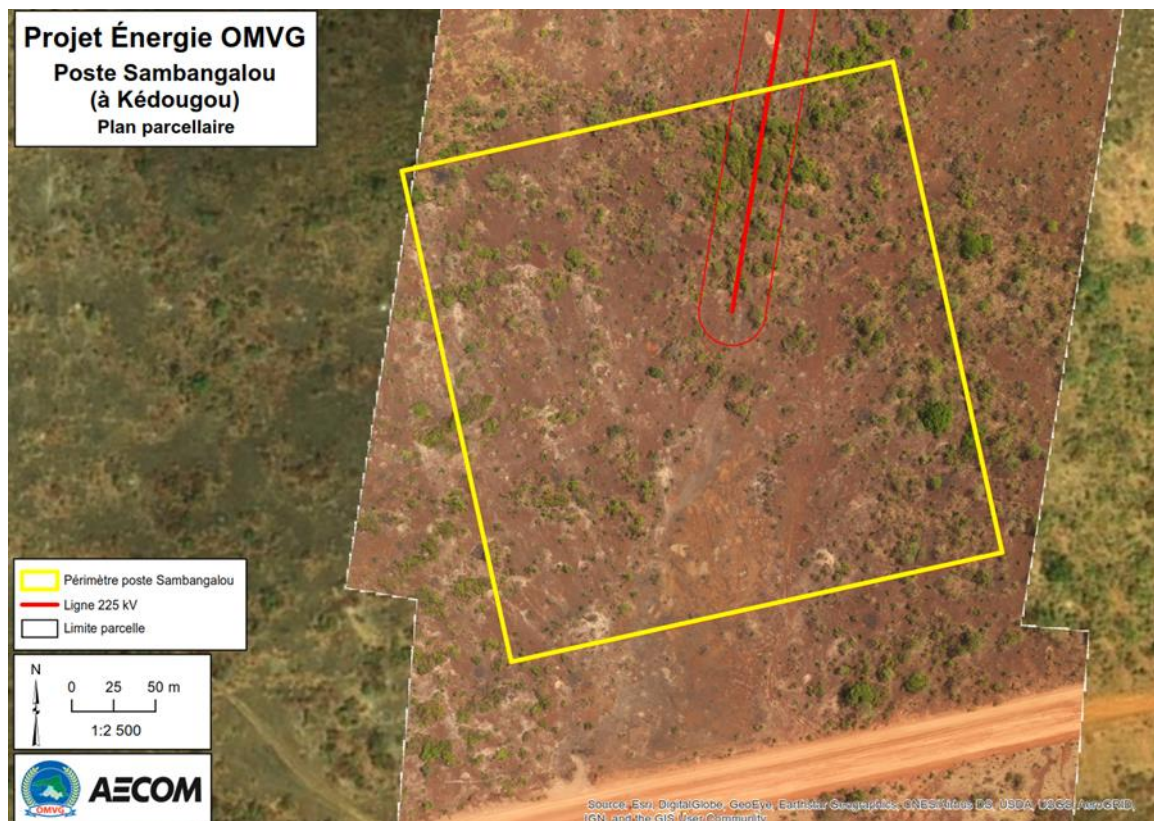 Projet Énergie OMVG
Poste Sambangalou
(à Kédougou)
Plan parcellaire
Périmètre poste Sambangalou
Ligne 225 kV
Limite parcelle
N
0 25 50 m
1:2 500
OMVG
AECOM
Source: Esri, DigitalGlobe, GeoEye, Earthstar Geographics, CNES/Airbus DS, USDA, USGS, AeroGRID,
IGN, and the GIS User Community